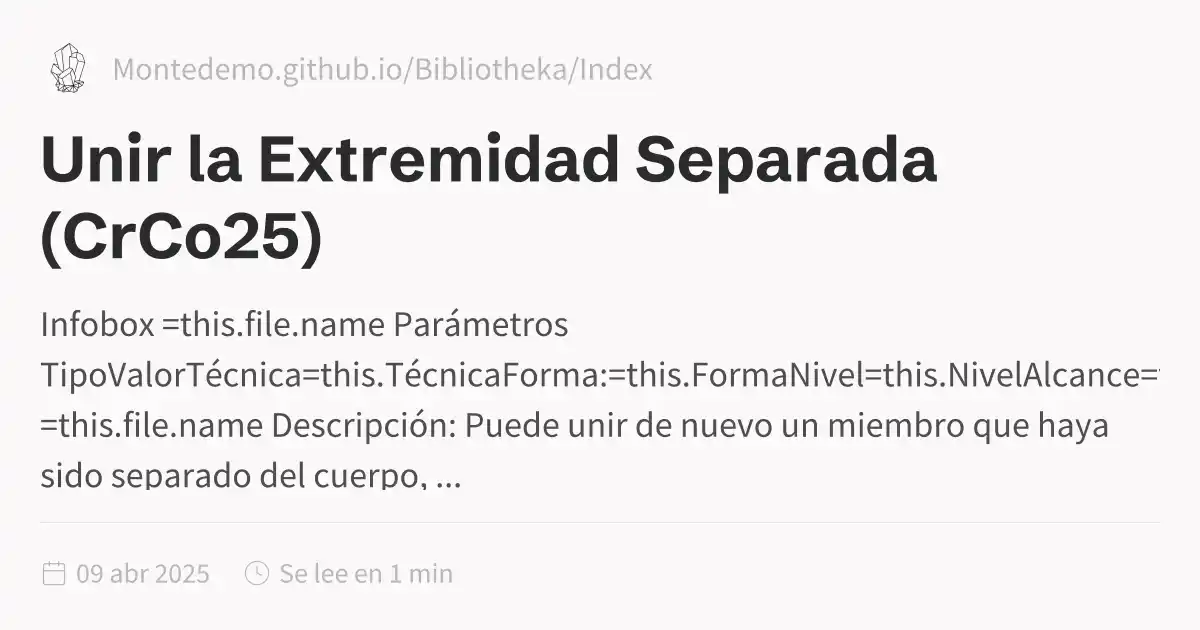 Montedemo.github.io/Bibliotheka/Index
Unir la Extremidad Separada
(CrCo25)
Infobox =this.file.name Parámetros
TipoValorTécnica=this.TécnicaForma:=this.FormaNivel=this.NivelAlcance=
=this.file.name Descripción: Puede unir de nuevo un miembro que haya
sido separado del cuerpo, ...
09 abr 2025
Se lee en 1 min